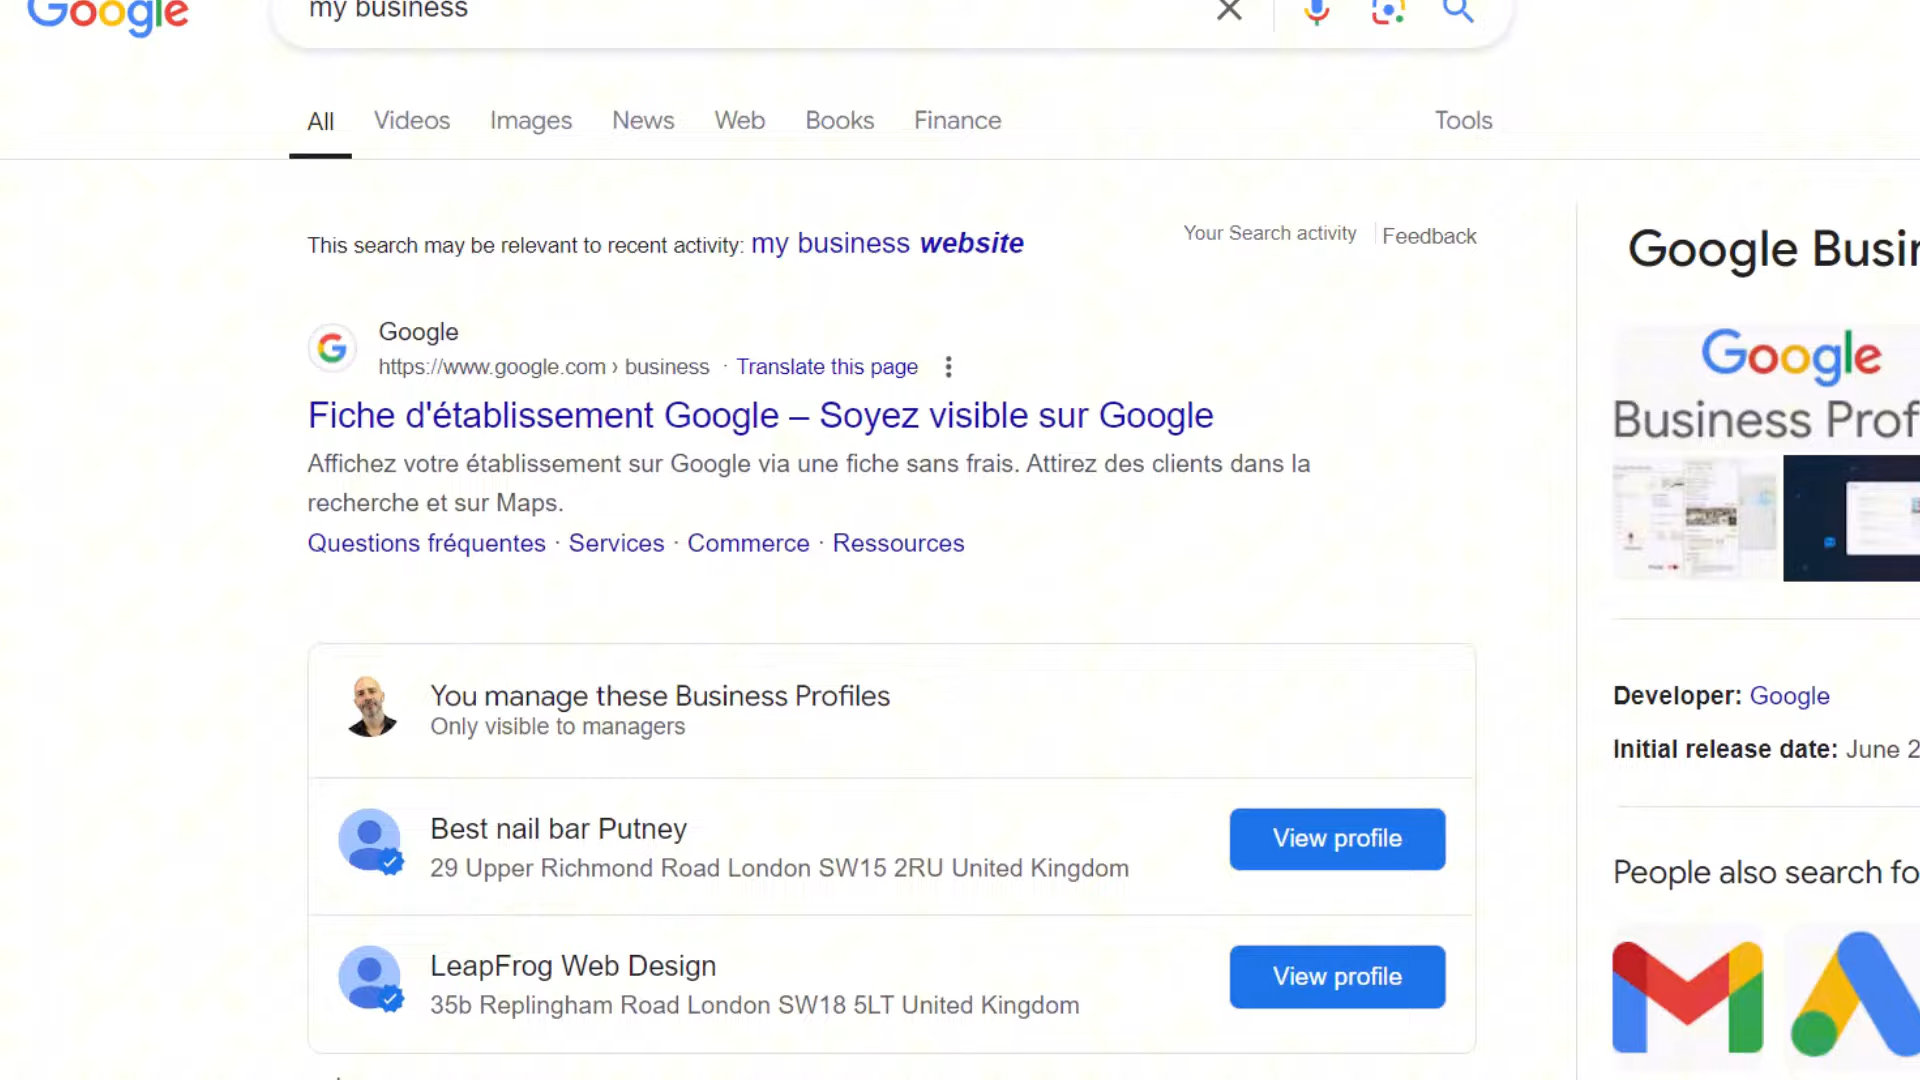 Google
my business
All Videos Images News Web Books Finance Tools
This search may be relevant to recent activity: my business website
Your Search activity
Feedback
Google
https://www.google.com › business · Translate this page
Fiche d'établissement Google – Soyez visible sur Google
Affichez votre établissement sur Google via une fiche sans frais. Attirez des clients dans la
recherche et sur Maps.
Questions fréquentes · Services · Commerce · Ressources
You manage these Business Profiles
Only visible to managers
Best nail bar Putney
29 Upper Richmond Road London SW15 2RU United Kingdom
View profile
LeapFrog Web Design
35b Replingham Road London SW18 5LT United Kingdom
View profile
Google Busin
Google
Business Prof
Developer: Google
Initial release date: June 2
People also search fo